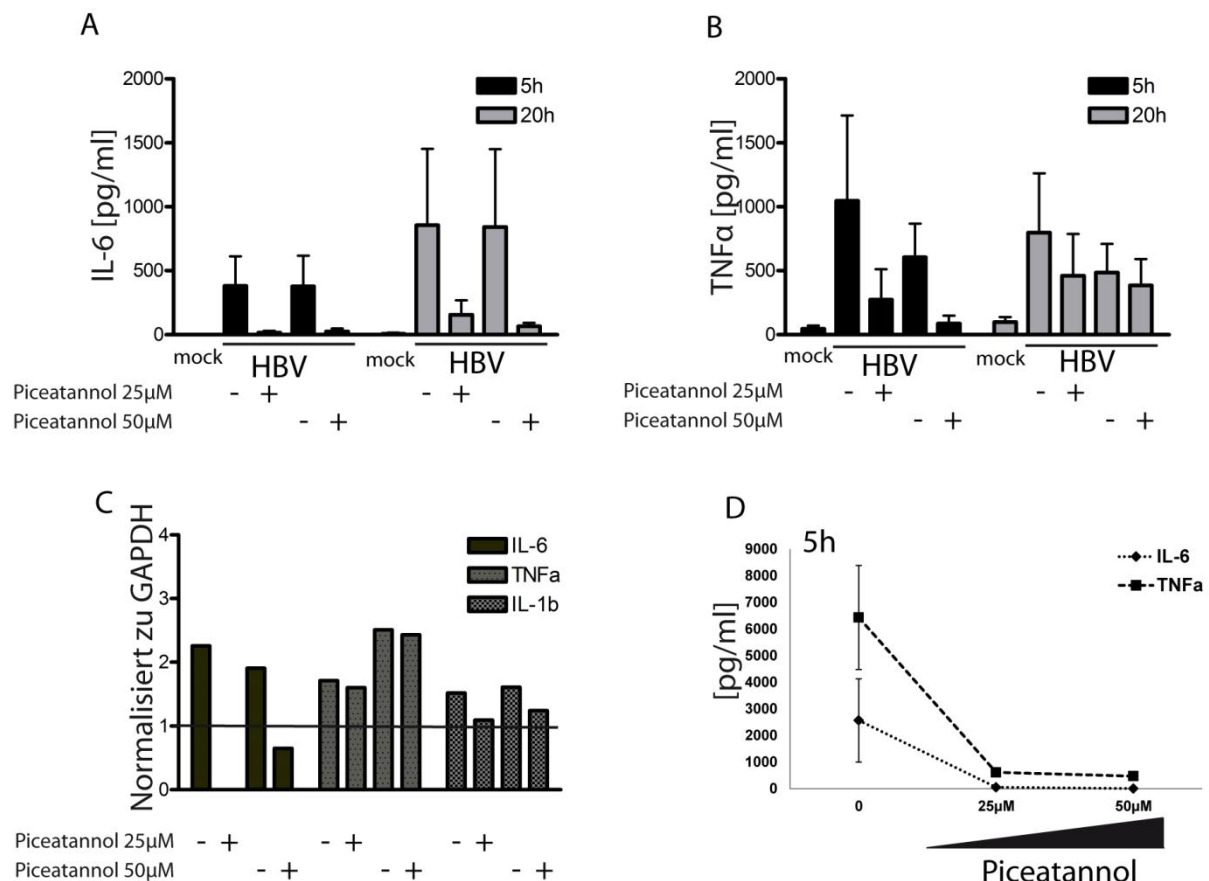 A
2000
1500
1000
500
0
IL-6 [pg/ml]
5h
20h
mock
HBV
mock
HBV
Piceatannol 25µM - + - +
Piceatannol 50µM - + - +
B
2000
1500
1000
500
0
TNFα [pg/ml]
5h
20h
mock
HBV
mock
HBV
Piceatannol 25µM - + - +
Piceatannol 50µM - + - +
C
4
3
2
1
0
Normalisiert zu GAPDH
IL-6
TNFa
IL-1b
Piceatannol 25µM - + - + - +
Piceatannol 50µM - + - + - +
D
5h
9000
8000
7000
6000
5000
4000
3000
2000
1000
0
[pg/ml]
IL-6
TNFa
0 25µM 50µM
Piceatannol